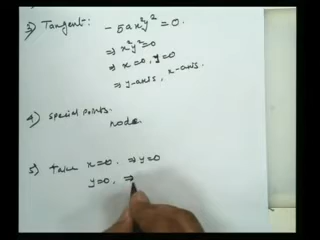 3) Tangent: - 5ax²y² = 0.
⇒ x²y² = 0
⇒ x = 0, y = 0
⇒ y-axis, x-axis.
4) special points.
node
5) Take x = 0. ⇒ y = 0
y = 0, ⇒